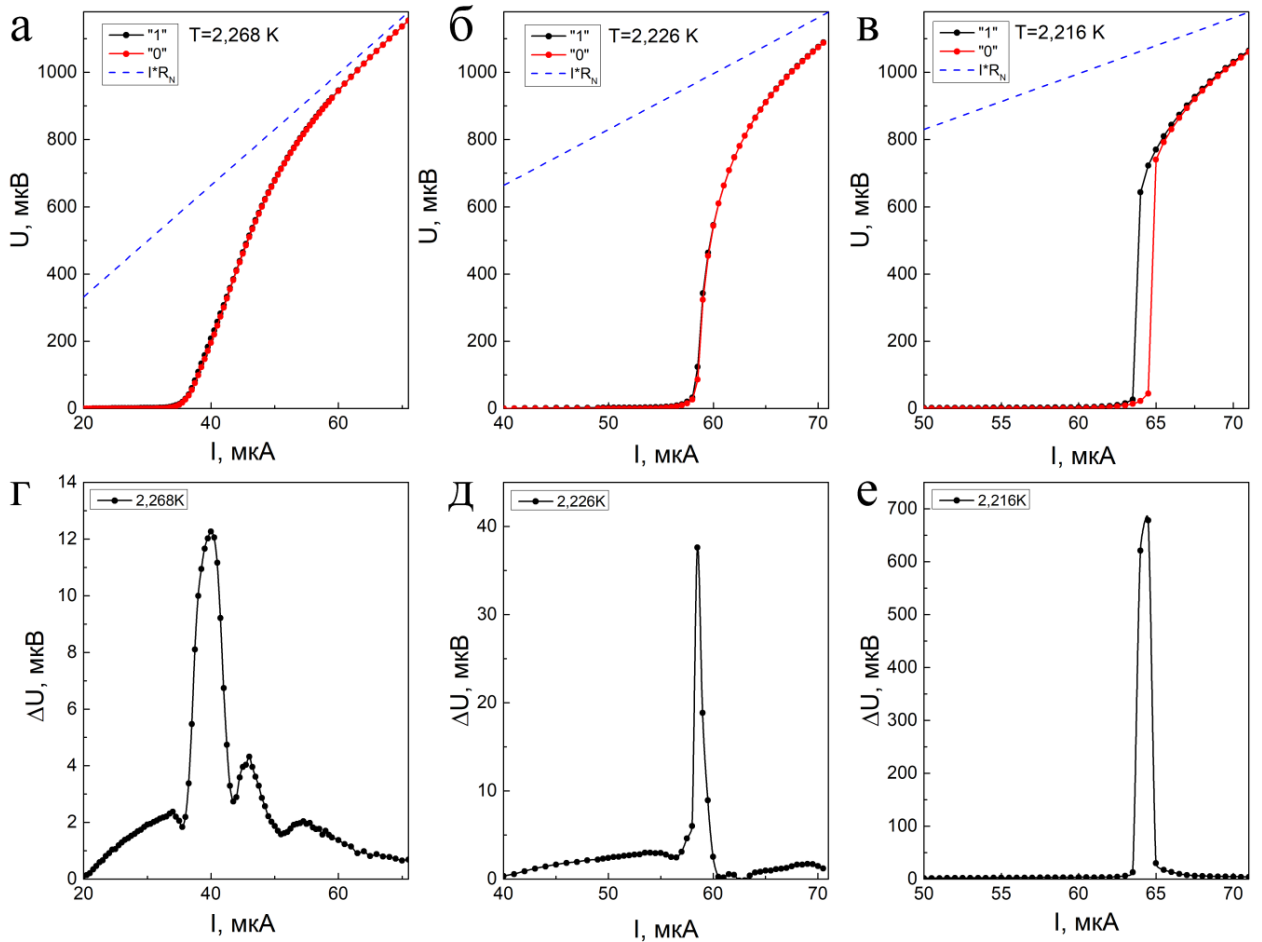 а
"1"
"0"
I*R_N
T=2,268 K
U, мкВ
1000
800
600
400
200
0
20
40
60
I, мкА
б
"1"
"0"
I*R_N
T=2,226 K
U, мкВ
1000
800
600
400
200
0
40
50
60
70
I, мкА
в
"1"
"0"
I*R_N
T=2,216 K
U, мкВ
1000
800
600
400
200
0
50
55
60
65
70
I, мкА
г
2,268K
ΔU, мкВ
14
12
10
8
6
4
2
0
20
40
60
I, мкА
д
2,226K
ΔU, мкВ
40
30
20
10
0
40
50
60
70
I, мкА
е
2,216K
ΔU, мкВ
700
600
500
400
300
200
100
0
50
55
60
65
70
I, мкА